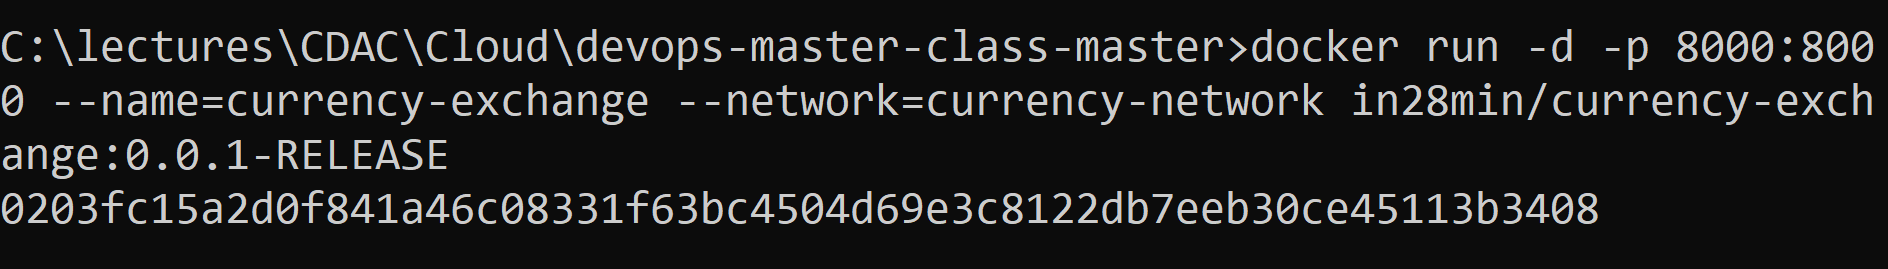 C:\lectures\CDAC\Cloud\devops-master-class-master>docker run -d -p 8000:800
0 --name=currency-exchange --network=currency-network in28min/currency-exch
ange:0.0.1-RELEASE
0203fc15a2d0f841a46c08331f63bc4504d69e3c8122db7eeb30ce45113b3408